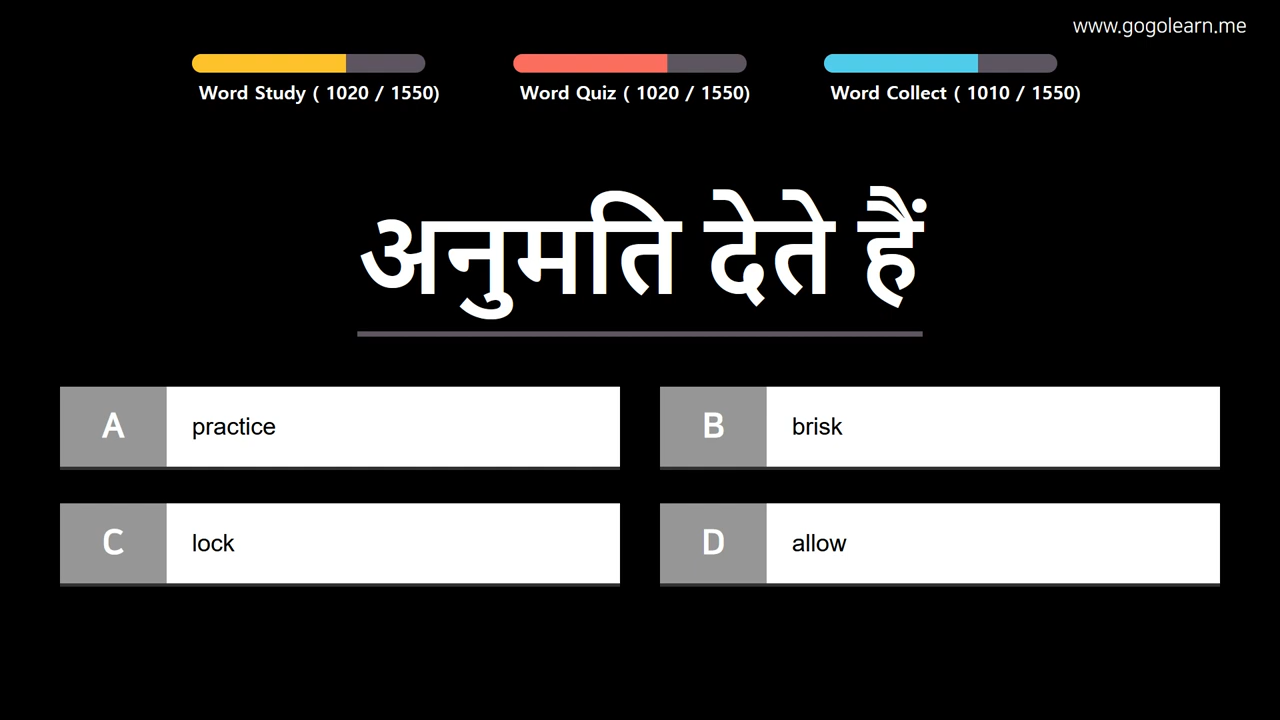 www.gogolearn.me
Word Study ( 1020 / 1550)
Word Quiz ( 1020 / 1550)
Word Collect ( 1010 / 1550)
अनुमति देते हैं
A practice
B brisk
C lock
D allow